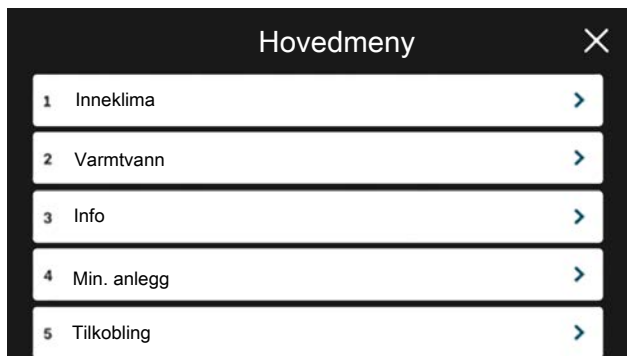 Hovedmeny
1 Inneklima
2 Varmtvann
3 Info
4 Min. anlegg
5 Tilkobling